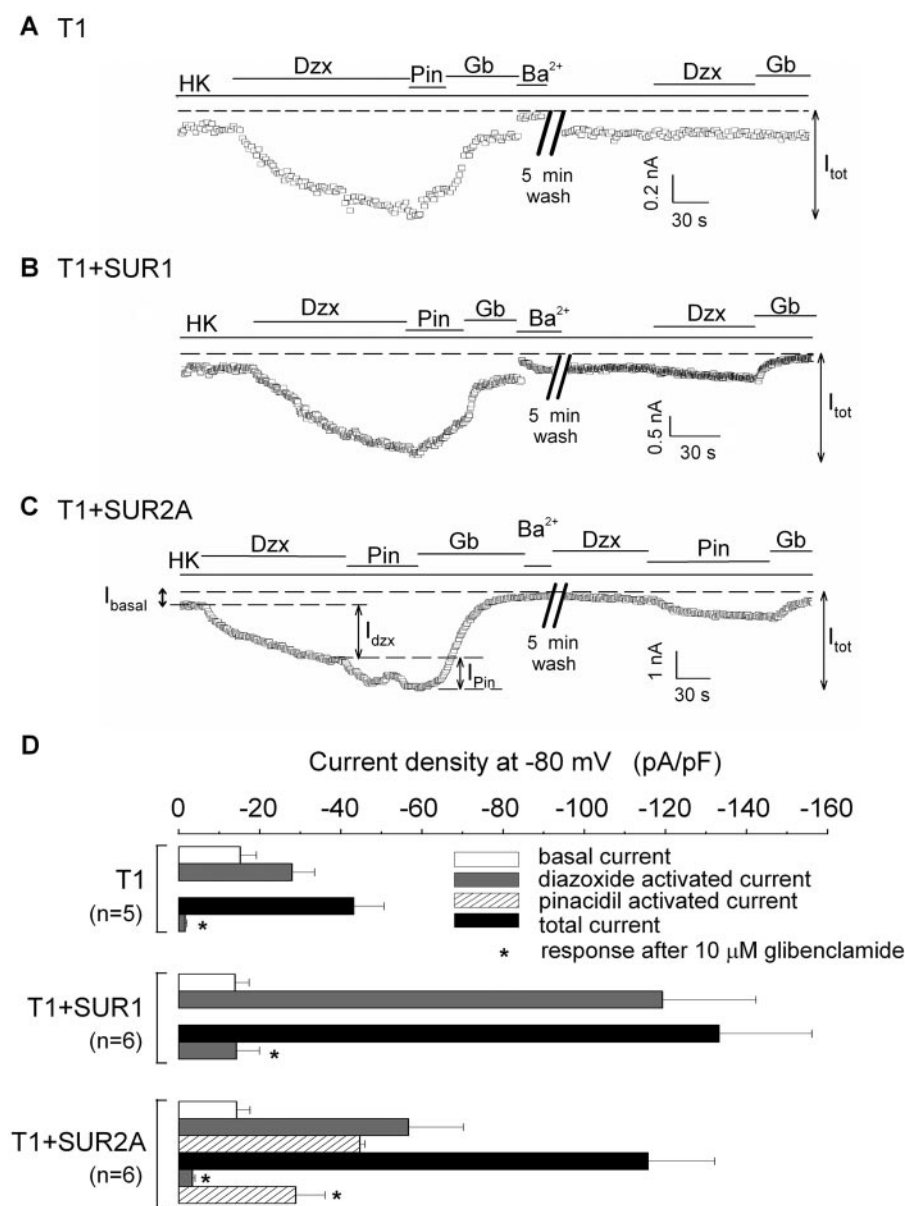 A T1
Dzx Pin Gb Ba2+ Dzx Gb
HK
5 min
wash
0.2 nA
30 s
Itot
B T1+SUR1
Dzx Pin Gb Ba2+ Dzx Gb
HK
5 min
wash
0.5 nA
30 s
Itot
C T1+SUR2A
HK Dzx Pin Gb Ba2+ Dzx Pin Gb
Ibasal
Idzx
IPin
5 min
wash
1 nA
30 s
Itot
D
Current density at -80 mV (pA/pF)
0 -20 -40 -60 -80 -100 -120 -140 -160
T1
(n=5)
basal current
diazoxide activated current
pinacidil activated current
total current
* response after 10 μM glibenclamide
*
T1+SUR1
(n=6)
*
T1+SUR2A
(n=6)
*
*